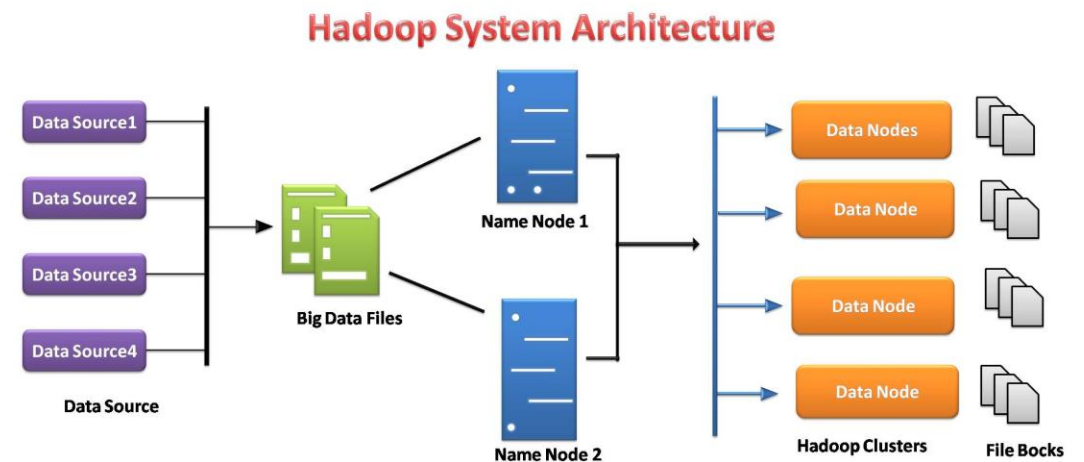 Hadoop System Architecture
Data Source1
Data Source2
Data Source3
Data Source4
Data Source
Big Data Files
Name Node 1
Name Node 2
Data Nodes
Data Node
Data Node
Data Node
Hadoop Clusters
File Bocks